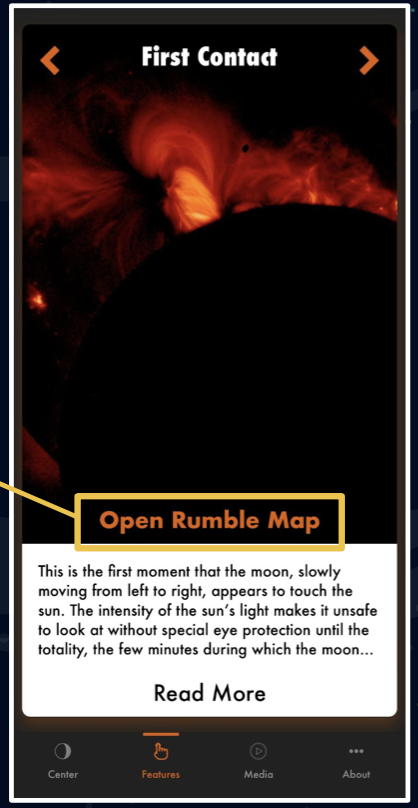 First Contact
Open Rumble Map
This is the first moment that the moon, slowly
moving from left to right, appears to touch the
sun. The intensity of the sun's light makes it unsafe
to look at without special eye protection until the
totality, the few minutes during which the moon...
Read More
Center
Features
Media
About